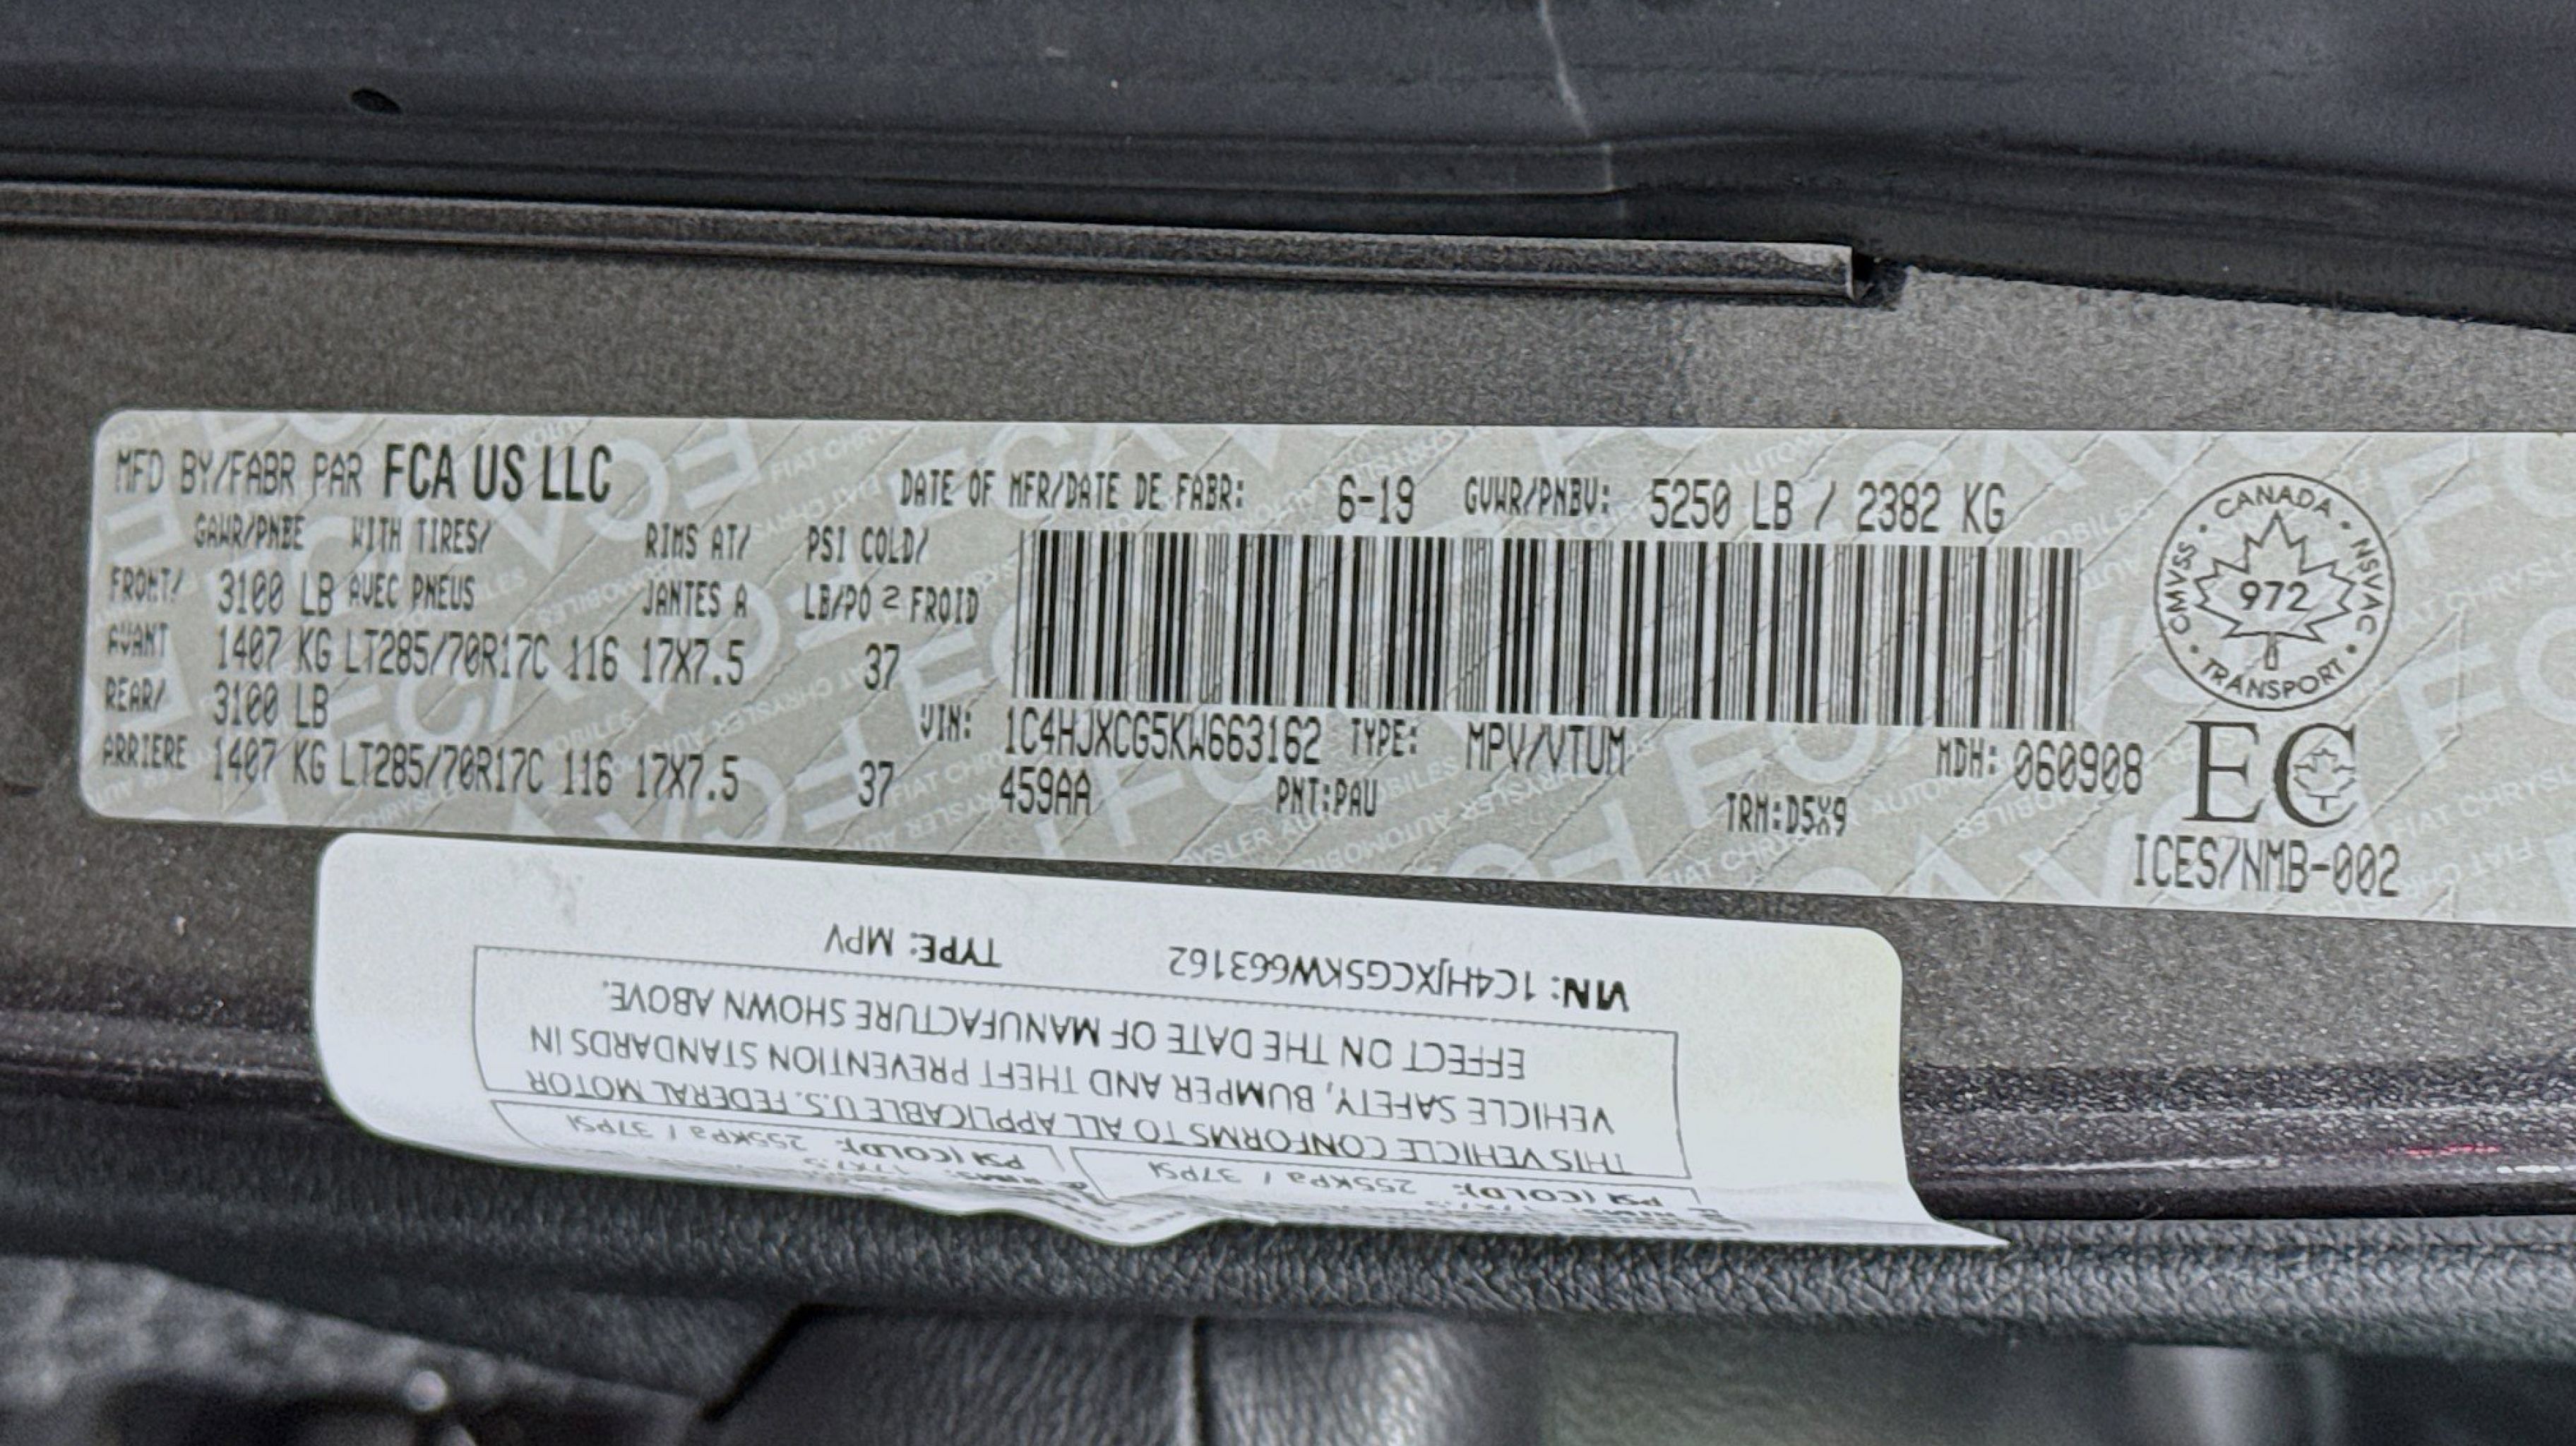 MFD BY/FABR PAR FCA US LLC
DATE OF MFR/DATE DE FABR: 6-19 GVWR/PNBV: 5250 LB / 2382 KG
GAWR/PNBE WITH TIRES/ RIMS AT/ PSI COLD/
FRONT/ 3100 LB AVEC PNEUS JANTES A LB/PO 2 FROID
AVANT 1407 KG LT285/70R17C 116 17X7.5 37
REAR/ 3100 LB
ARRIERE 1407 KG LT285/70R17C 116 17X7.5 37
VIN: 1C4HJXCG5KW663162 TYPE: MPV/VTUM MDH: 060908
459AA PNT:PAU TRM:D5X9
CANADA
CMVSS NSVAC
972
TRANSPORT
EC
ICES/NMB-002
PSI (COLD): 255KPa / 37PSI PSI (COLD): 255KPa / 37PSI
THIS VEHICLE CONFORMS TO ALL APPLICABLE U.S. FEDERAL MOTOR
VEHICLE SAFETY, BUMPER AND THEFT PREVENTION STANDARDS IN
EFFECT ON THE DATE OF MANUFACTURE SHOWN ABOVE.
VIN: 1C4HJXCG5KW663162 TYPE: MPV